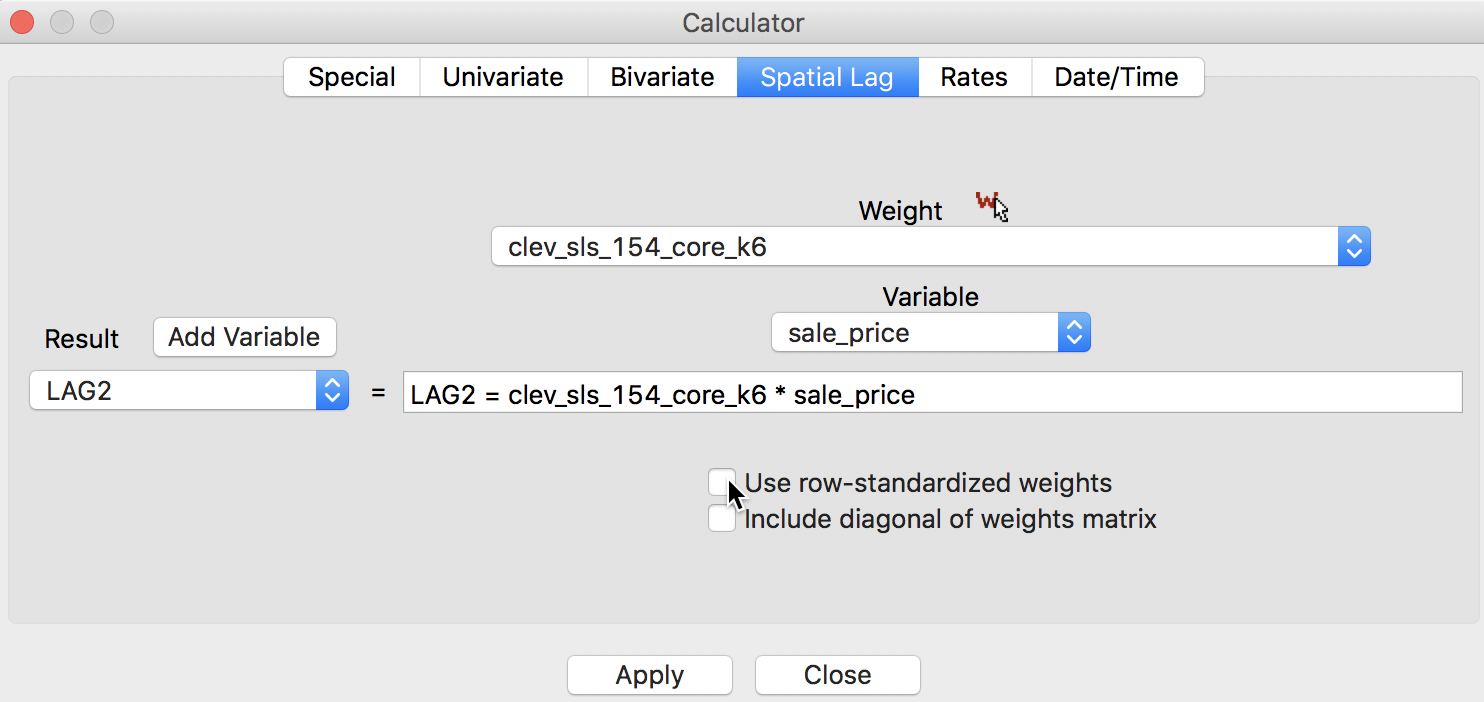 Calculator
Special Univariate Bivariate Spatial Lag Rates Date/Time
Weight W
clev_sls_154_core_k6
Variable
Result Add Variable sale_price
LAG2 = LAG2 = clev_sls_154_core_k6 * sale_price
Use row-standardized weights
Include diagonal of weights matrix
Apply Close